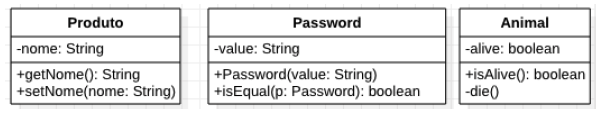 Produto
-nome: String
+getNome(): String
+setNome(nome: String)
Password
-value: String
+Password(value: String)
+isEqual(p: Password): boolean
Animal
-alive: boolean
+isAlive(): boolean
-die()